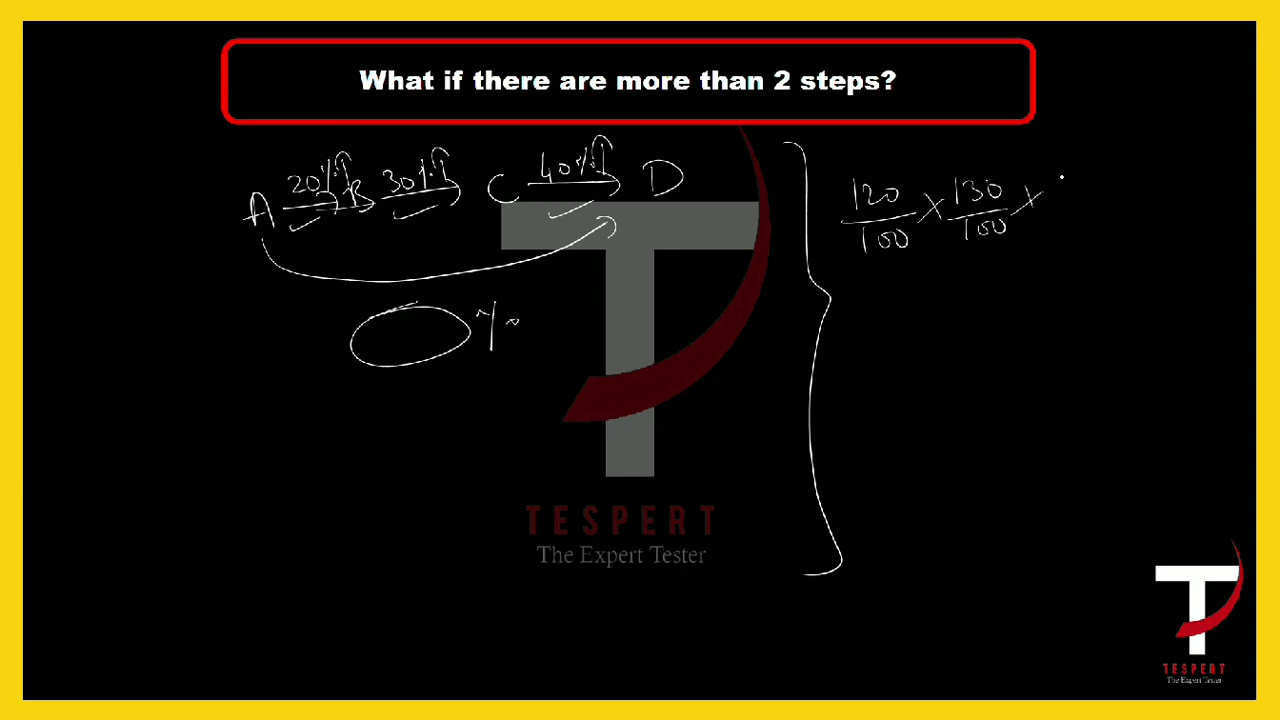 What if there are more than 2 steps?
A 20%↑ B 30%↑ C 40%↑ D
120/100 × 130/100 ×
%
TESPERT
The Expert Tester
TESPERT
The Expert Tester